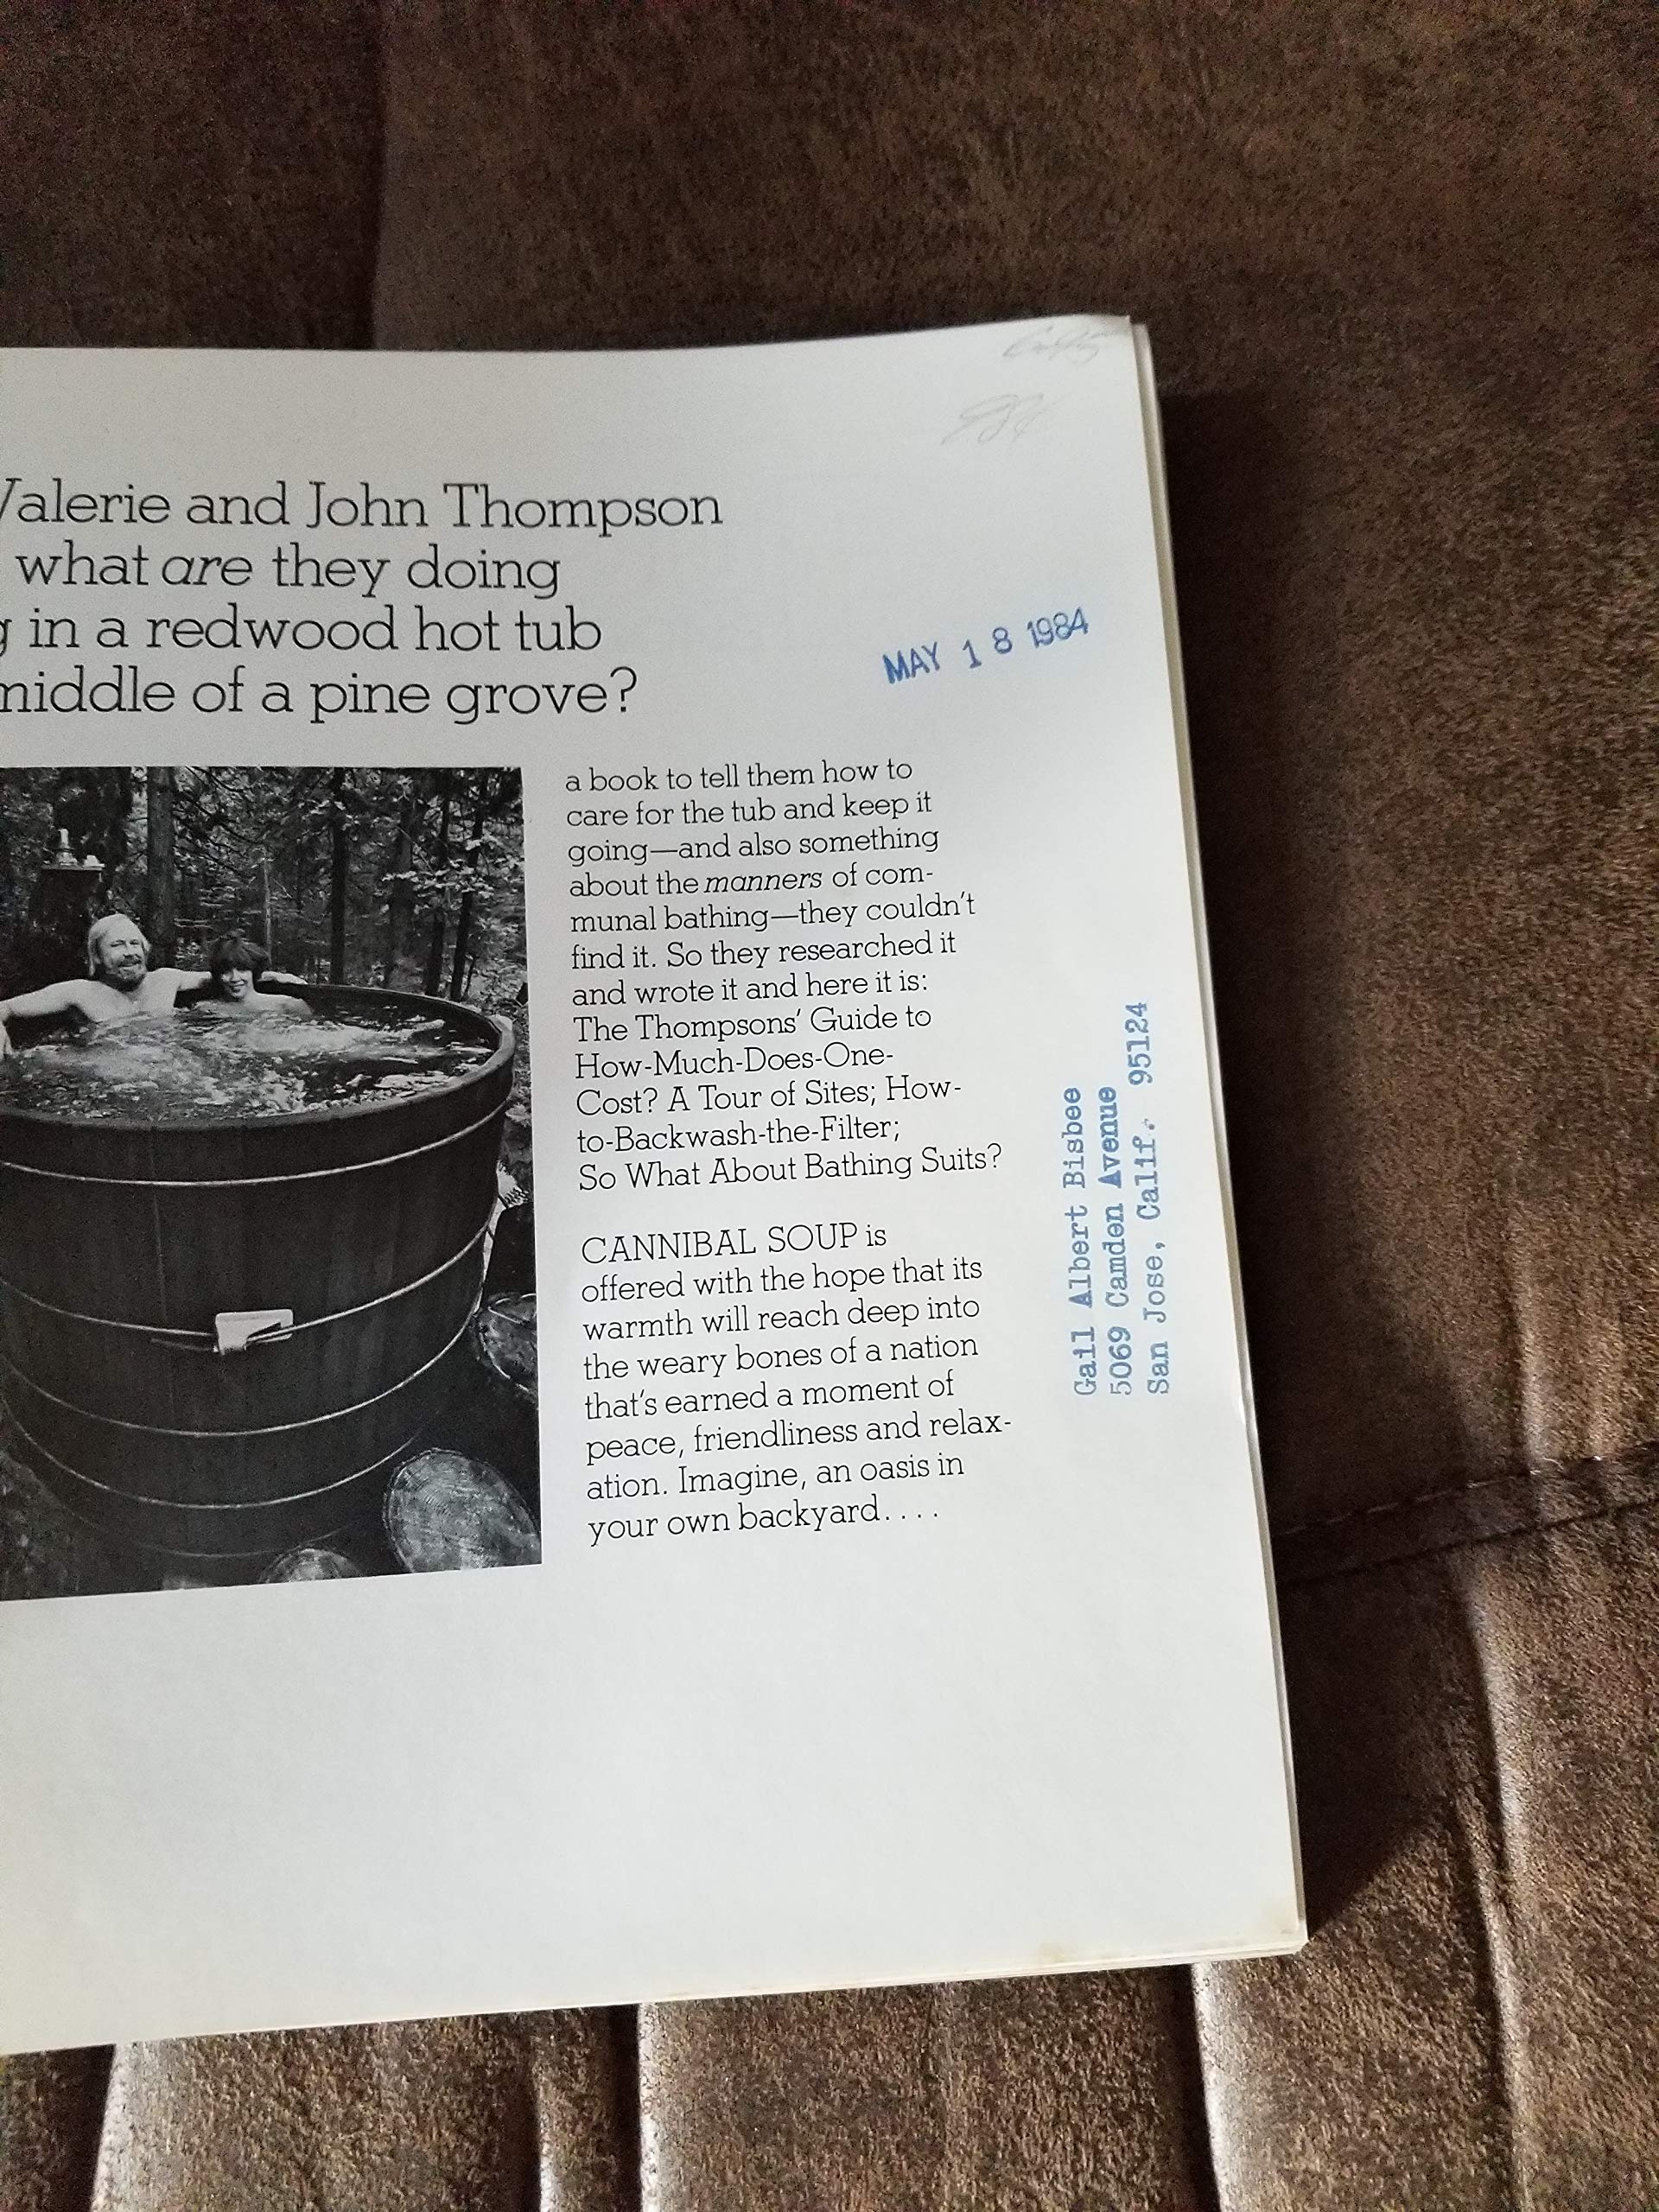 984
Valerie and John Thompson
what are they doing
g in a redwood hot tub
middle of a pine grove?
MAY 18 1984
a book to tell them how to
care for the tub and keep it
going—and also something
about the manners of com-
munal bathing—they couldn't
find it. So they researched it
and wrote it and here it is:
The Thompsons' Guide to
How-Much-Does-One-
Cost? A Tour of Sites; How-
to-Backwash-the-Filter;
So What About Bathing Suits?
CANNIBAL SOUP is
offered with the hope that its
warmth will reach deep into
the weary bones of a nation
that's earned a moment of
peace, friendliness and relax-
ation. Imagine, an oasis in
your own backyard....
Gail Albert Bisbee
5069 Camden Avenue
San Jose, Calif. 95124